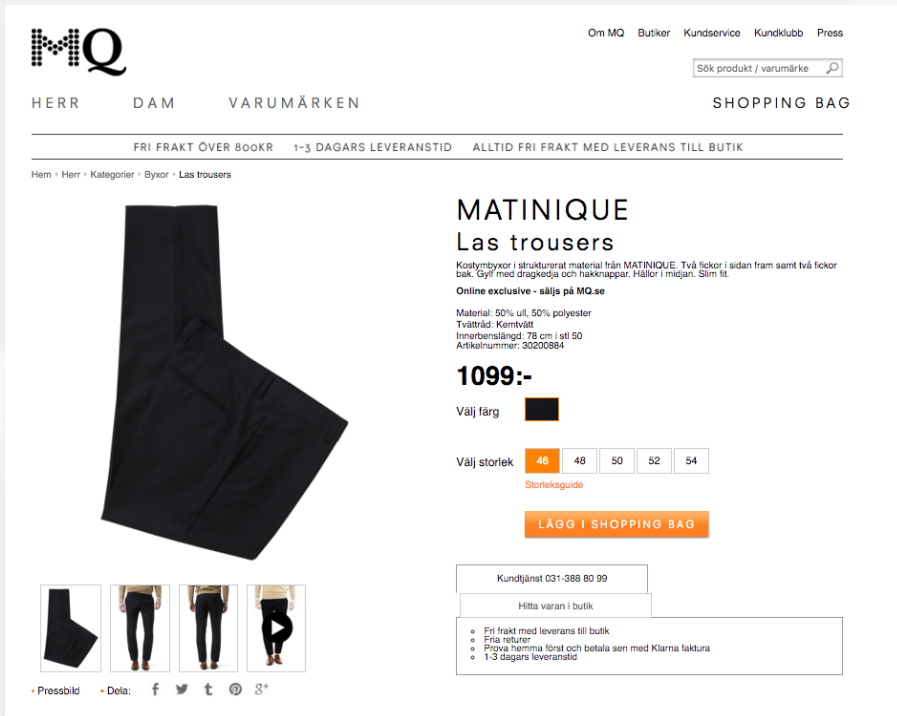 MQ
Om MQ Butiker Kundservice Kundklubb Press
Sök produkt / varumärke
HERR DAM VARUMÄRKEN SHOPPING BAG
FRI FRAKT ÖVER 800KR 1-3 DAGARS LEVERANSTID ALLTID FRI FRAKT MED LEVERANS TILL BUTIK
Hem › Herr › Kategorier › Byxor › Las trousers
MATINIQUE
Las trousers
Kostymbyxor i strukturerat material från MATINIQUE. Två fickor i sidan fram samt två fickor
bak. Gylf med dragkedja och hakknappar. Hällor i midjan. Slim fit.
Online exclusive - säljs på MQ.se
Material: 50% ull, 50% polyester
Tvättråd: Kemtvätt
Innerbenslängd: 78 cm i stl 50
Artikelnummer: 30200884
1099:-
Välj färg
Välj storlek 46 48 50 52 54
Storleksguide
LÄGG I SHOPPING BAG
Kundtjänst 031-388 80 99
Hitta varan i butik
Fri frakt med leverans till butik
Fria returer
Prova hemma först och betala sen med Klarna faktura
1-3 dagars leveranstid
Pressbild Dela: f t g+